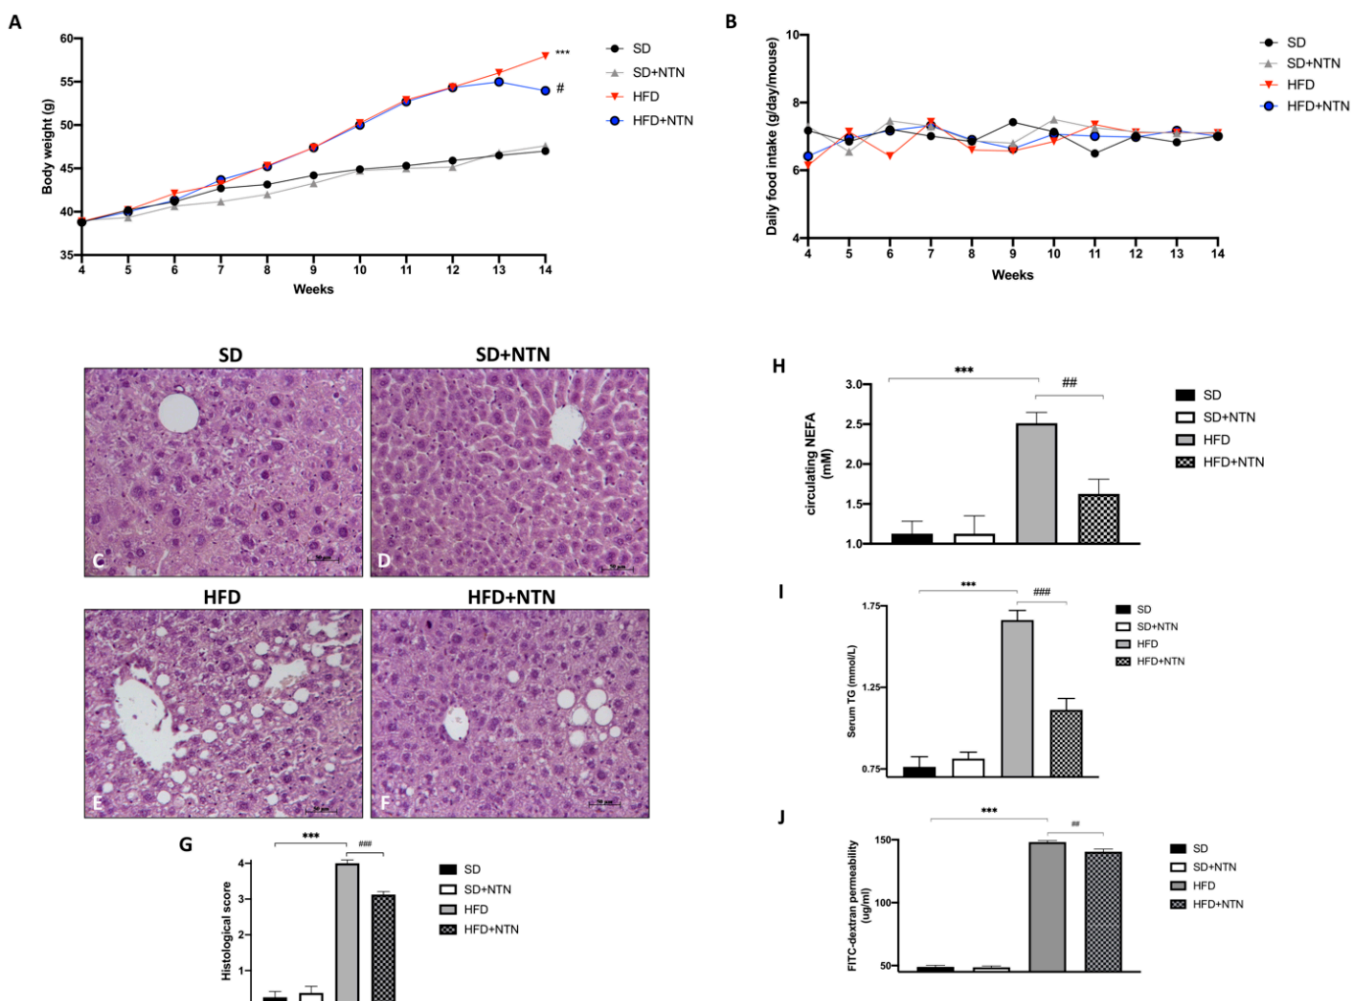 A
60
55
50
45
40
35
Body weight (g)
4 5 6 7 8 9 10 11 12 13 14
Weeks
***
#
SD
SD+NTN
HFD
HFD+NTN
B
10
8
6
4
Daily food intake (g/day/mouse)
4 5 6 7 8 9 10 11 12 13 14
Weeks
SD
SD+NTN
HFD
HFD+NTN
SD
SD+NTN
C
D
HFD
HFD+NTN
E
F
G
***
###
4
3
2
1
Histological score
SD
SD+NTN
HFD
HFD+NTN
H
***
##
3.0
2.5
2.0
1.5
1.0
circulating NEFA
(mM)
SD
SD+NTN
HFD
HFD+NTN
I
***
###
1.75
1.25
0.75
Serum TG (mmol/L)
SD
SD+NTN
HFD
HFD+NTN
J
***
##
150
100
50
FITC-dextran permeability
(ug/ml)
SD
SD+NTN
HFD
HFD+NTN